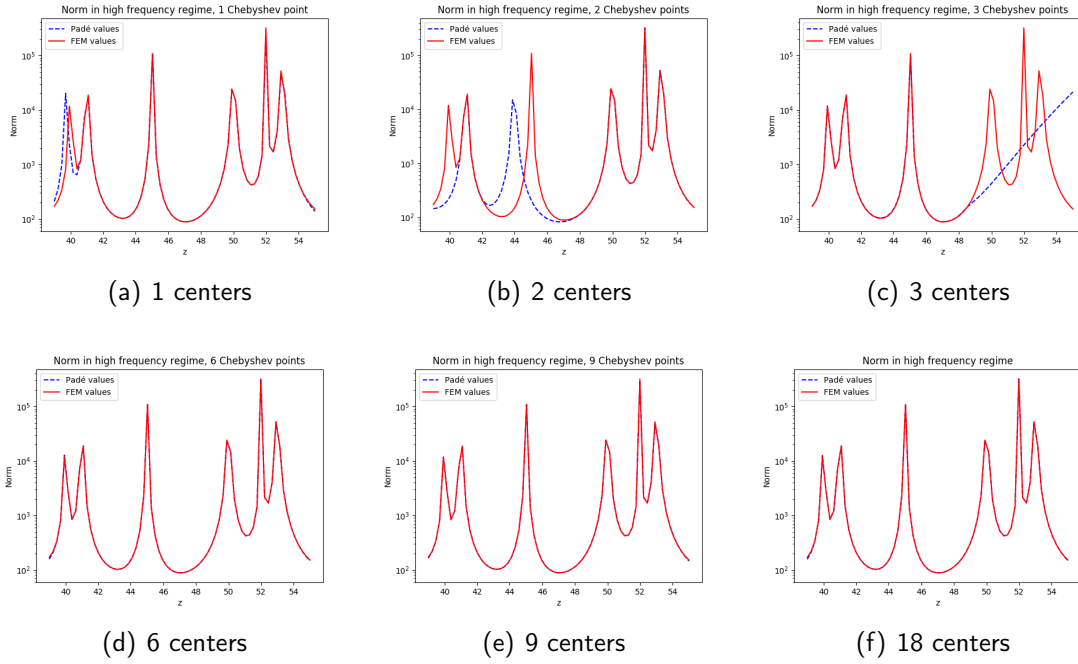 Norm in high frequency regime, 1 Chebyshev point
Padé values
FEM values
10^5
10^4
10^3
10^2
Norm
40 42 44 46 48 50 52 54
z
(a) 1 centers
Norm in high frequency regime, 2 Chebyshev points
Padé values
FEM values
10^5
10^4
10^3
10^2
Norm
40 42 44 46 48 50 52 54
z
(b) 2 centers
Norm in high frequency regime, 3 Chebyshev points
Padé values
FEM values
10^5
10^4
10^3
10^2
Norm
40 42 44 46 48 50 52 54
z
(c) 3 centers
Norm in high frequency regime, 6 Chebyshev points
Padé values
FEM values
10^5
10^4
10^3
10^2
Norm
40 42 44 46 48 50 52 54
z
(d) 6 centers
Norm in high frequency regime, 9 Chebyshev points
Padé values
FEM values
10^5
10^4
10^3
10^2
Norm
40 42 44 46 48 50 52 54
z
(e) 9 centers
Norm in high frequency regime
Padé values
FEM values
10^5
10^4
10^3
10^2
Norm
40 42 44 46 48 50 52 54
z
(f) 18 centers